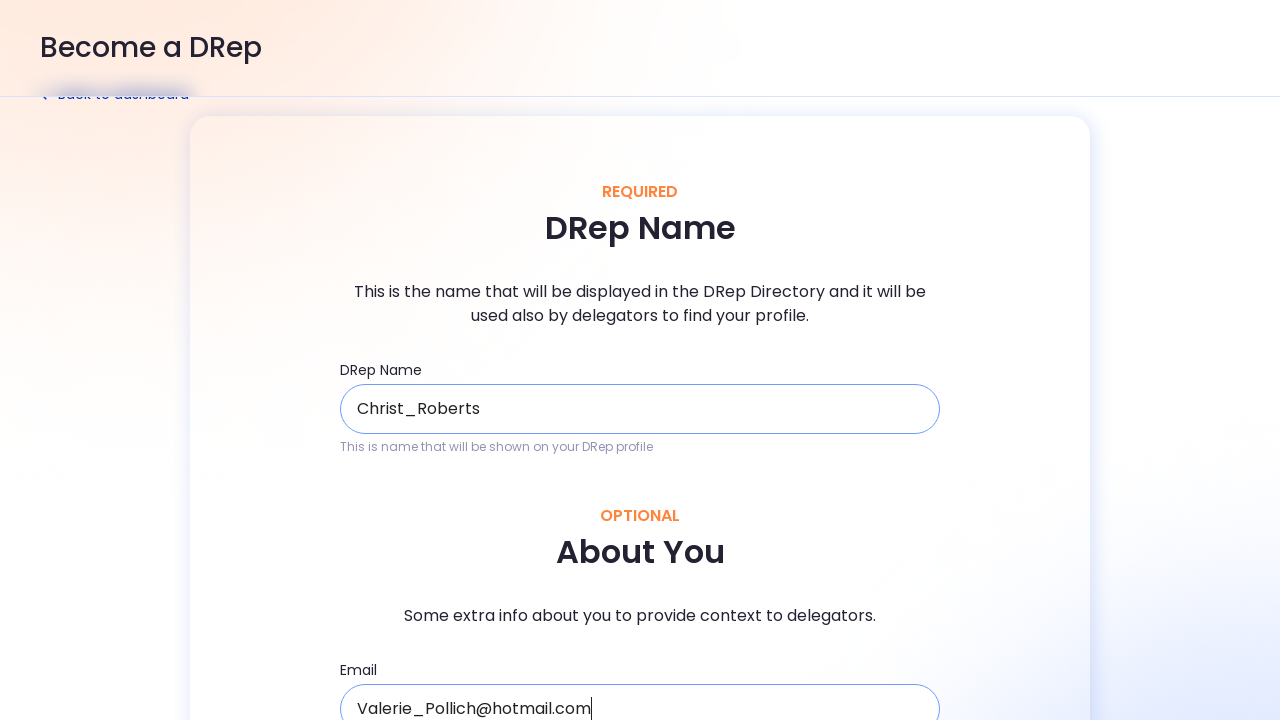 Become a DRep
Back to dashboard
REQUIRED
DRep Name
This is the name that will be displayed in the DRep Directory and it will be
used also by delegators to find your profile.
DRep Name
Christ_Roberts
This is name that will be shown on your DRep profile
OPTIONAL
About You
Some extra info about you to provide context to delegators.
Email
Valerie_Pollich@hotmail.com